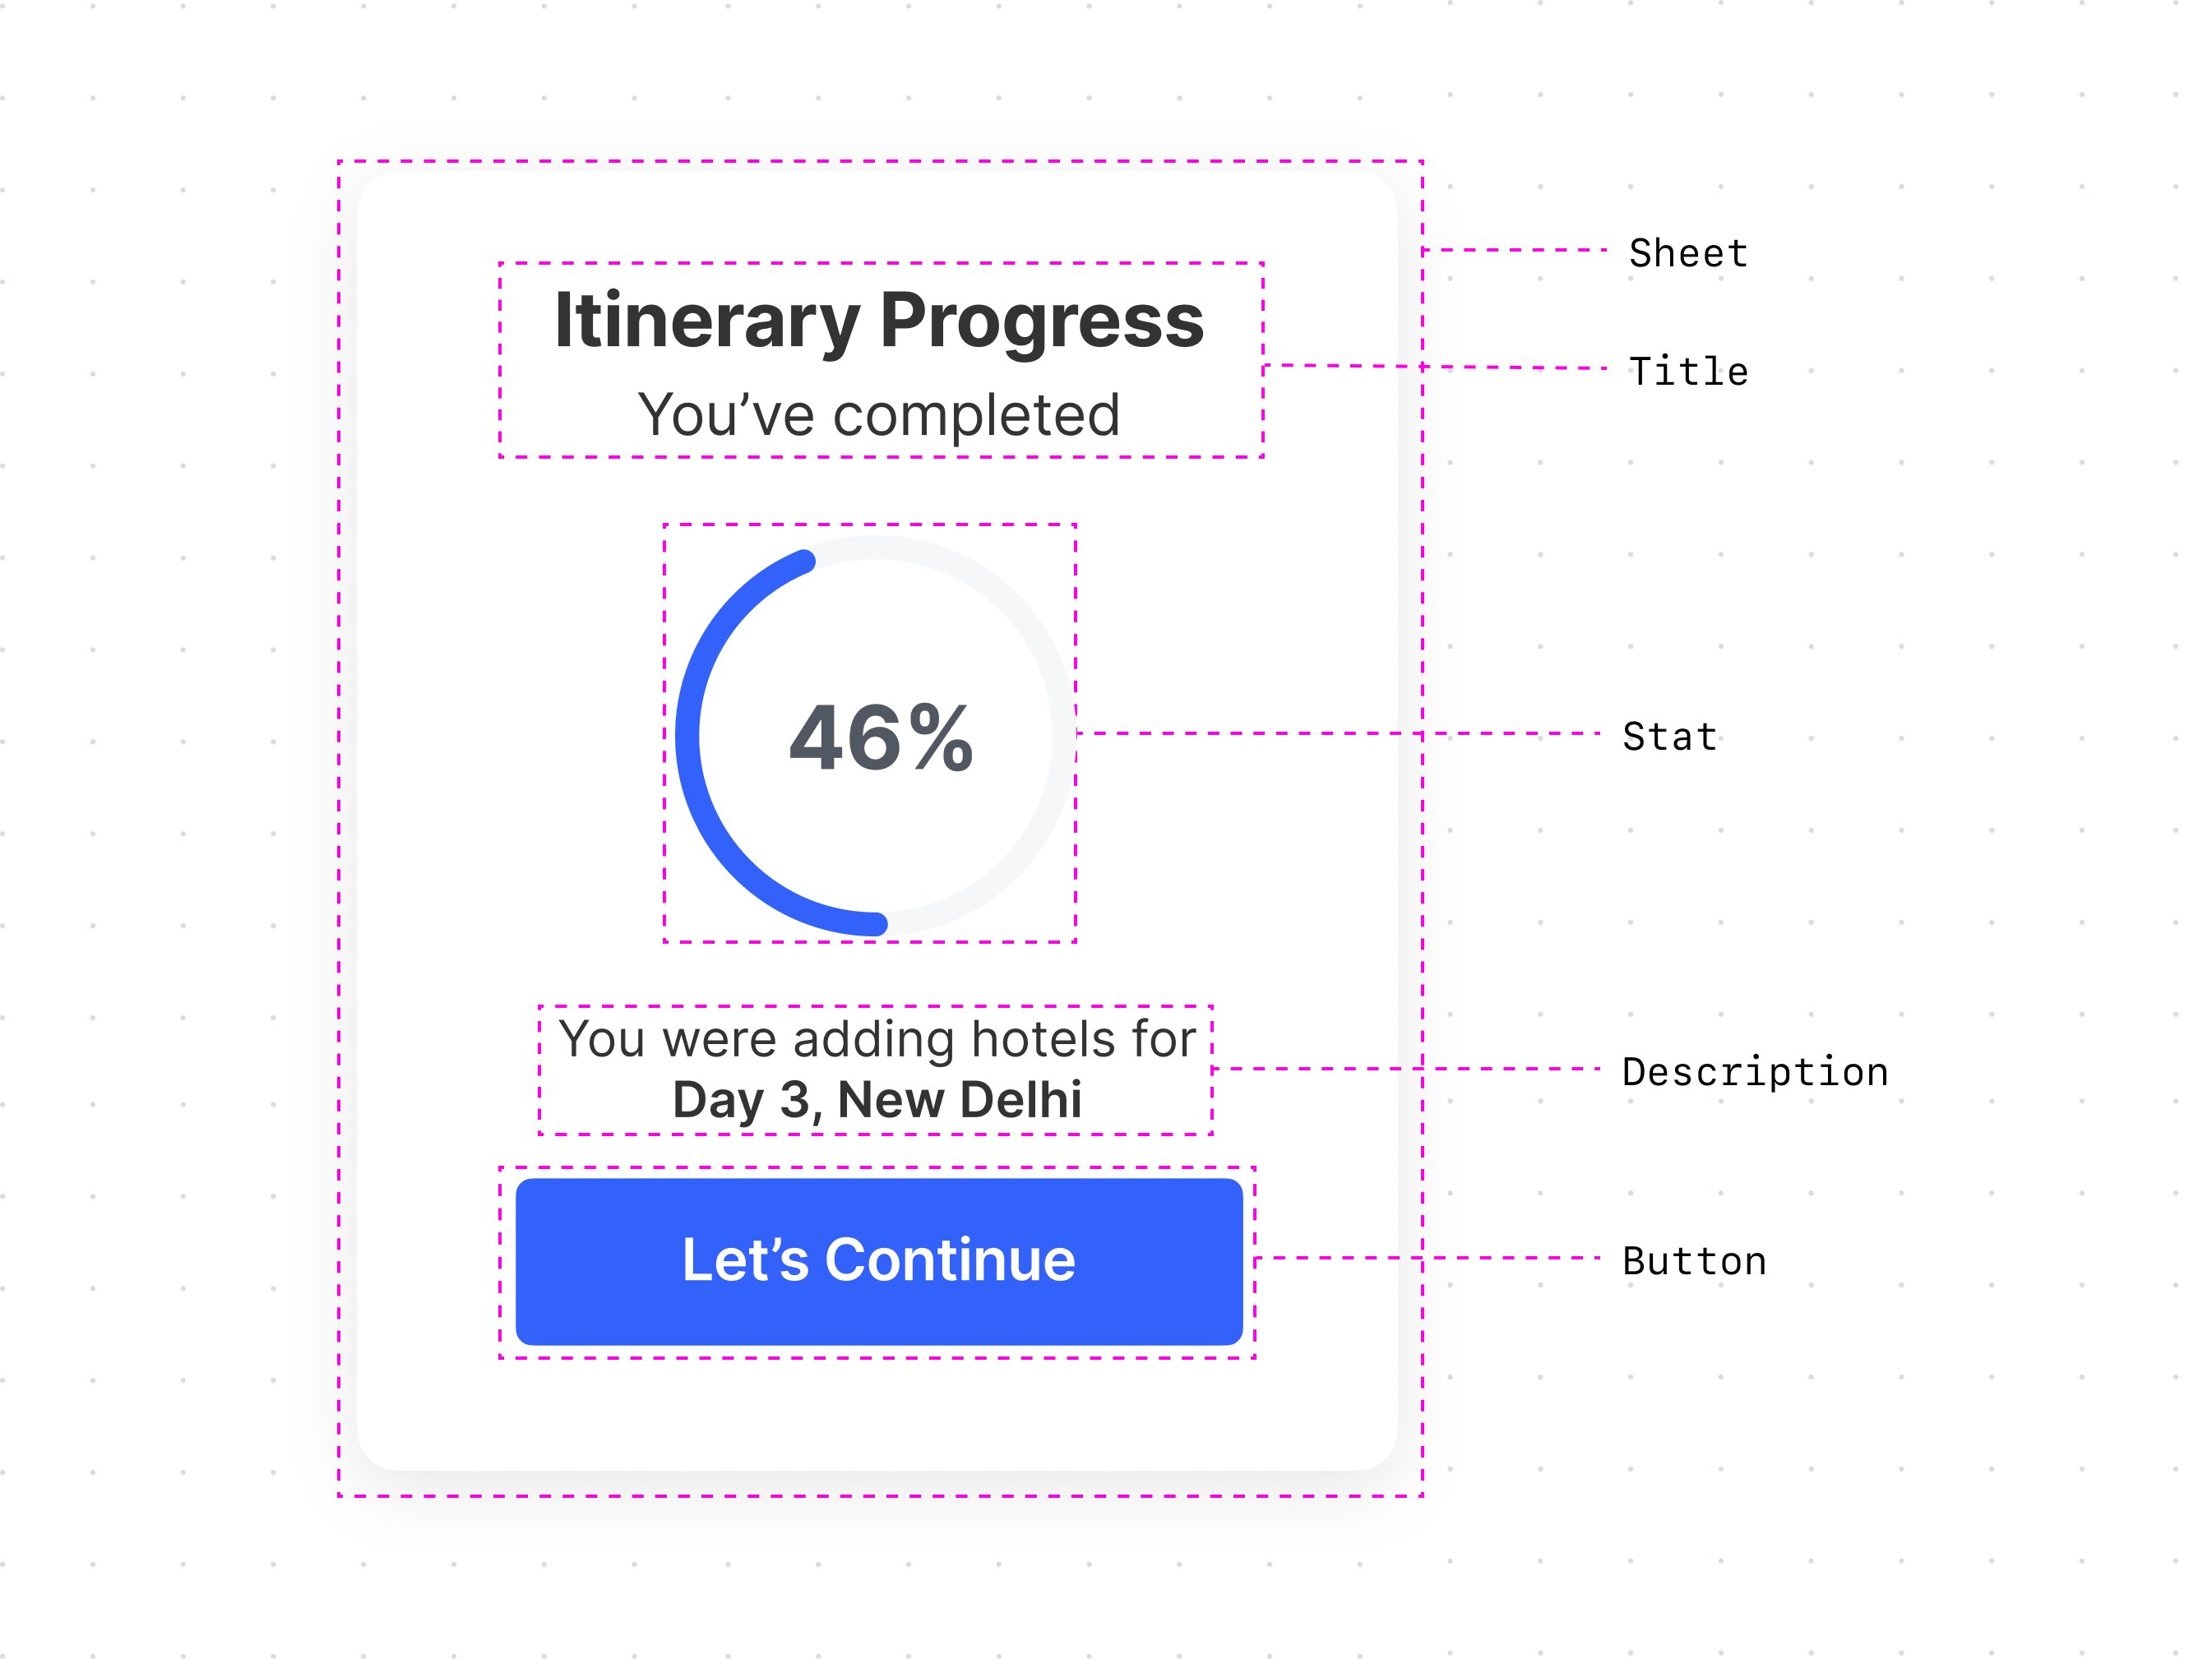 Itinerary Progress
You’ve completed
46%
You were adding hotels for
Day 3, New Delhi
Let’s Continue
Sheet
Title
Stat
Description
Button